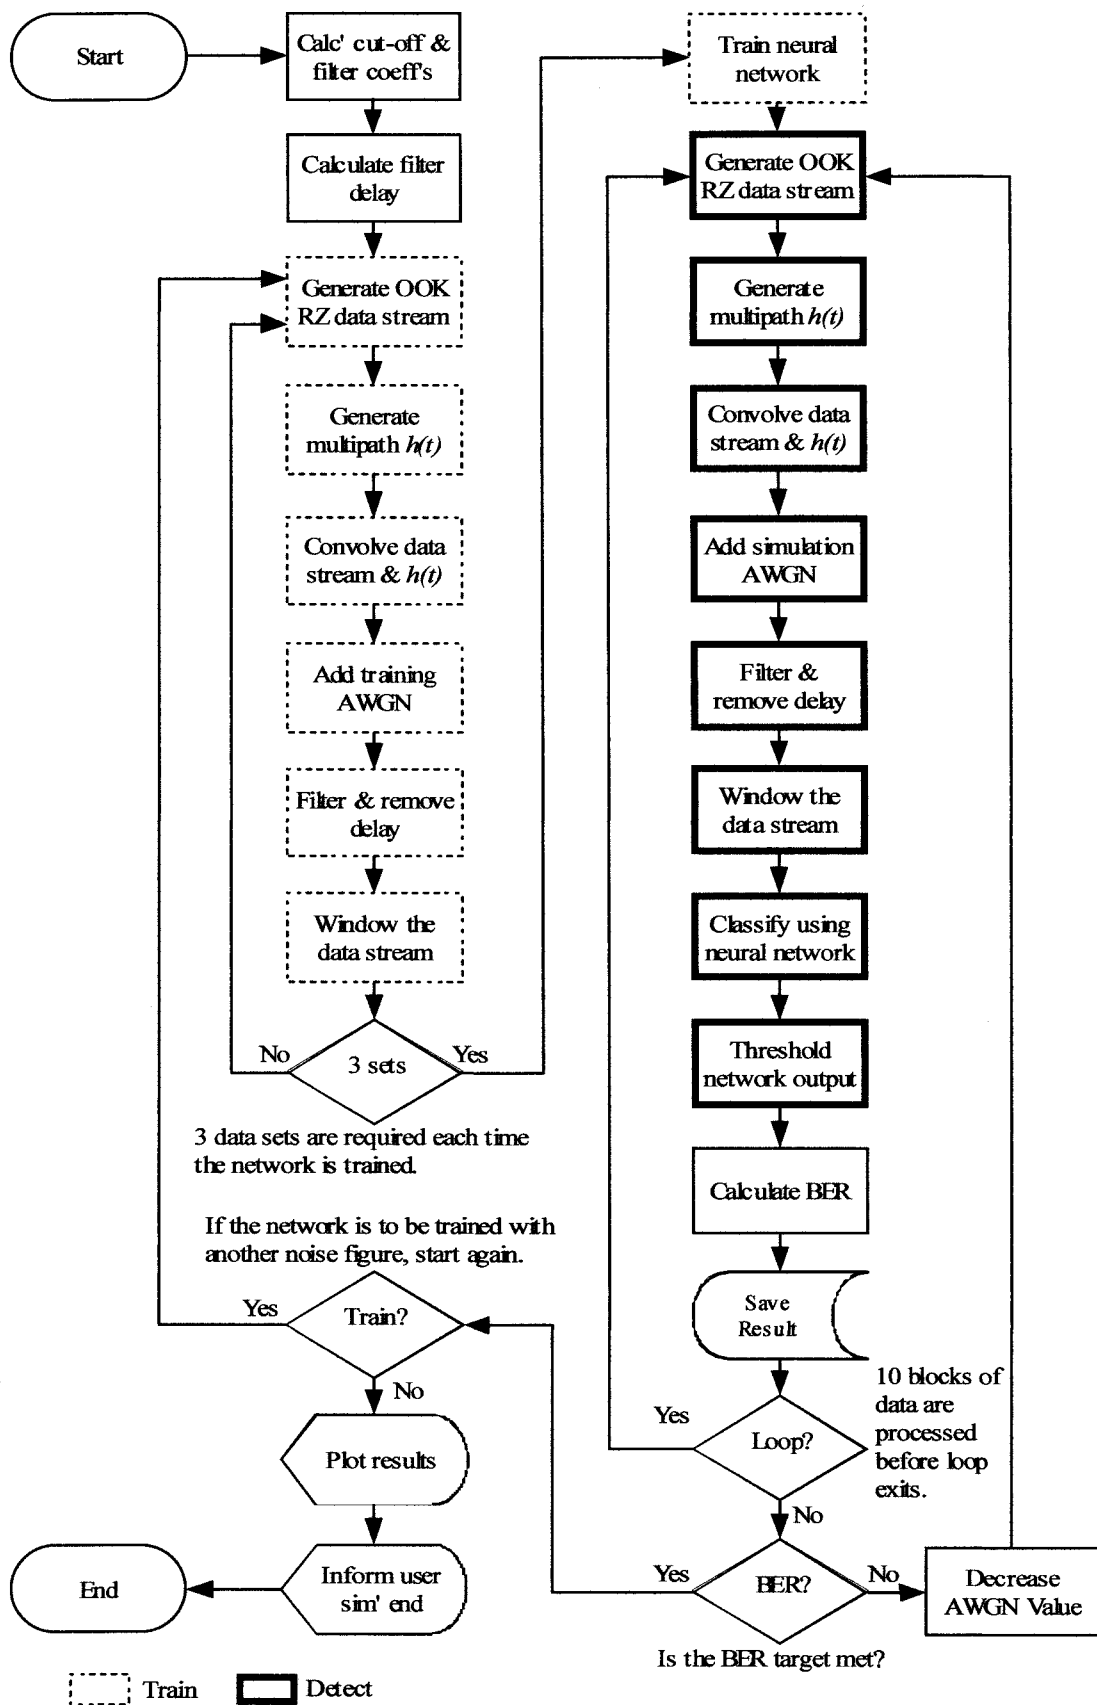 Start
Calc' cut-off &
filter coeff's
Calculate filter
delay
Generate OOK
RZ data stream
Generate
multipath h(t)
Convolve data
stream & h(t)
Add training
AWGN
Filter & remove
delay
Window the
data stream
No
3 sets
Yes
3 data sets are required each time
the network is trained.
If the network is to be trained with
another noise figure, start again.
Yes
Train?
No
Plot results
Inform user
sim' end
End
Train neural
network
Generate OOK
RZ data stream
Generate
multipath h(t)
Convolve data
stream & h(t)
Add simulation
AWGN
Filter &
remove delay
Window the
data stream
Classify using
neural network
Threshold
network output
Calculate BER
Save
Result
10 blocks of
data are
processed
before loop
exits.
Yes
Loop?
No
Yes
BER?
No
Decrease
AWGN Value
Is the BER target met?
Train
Detect